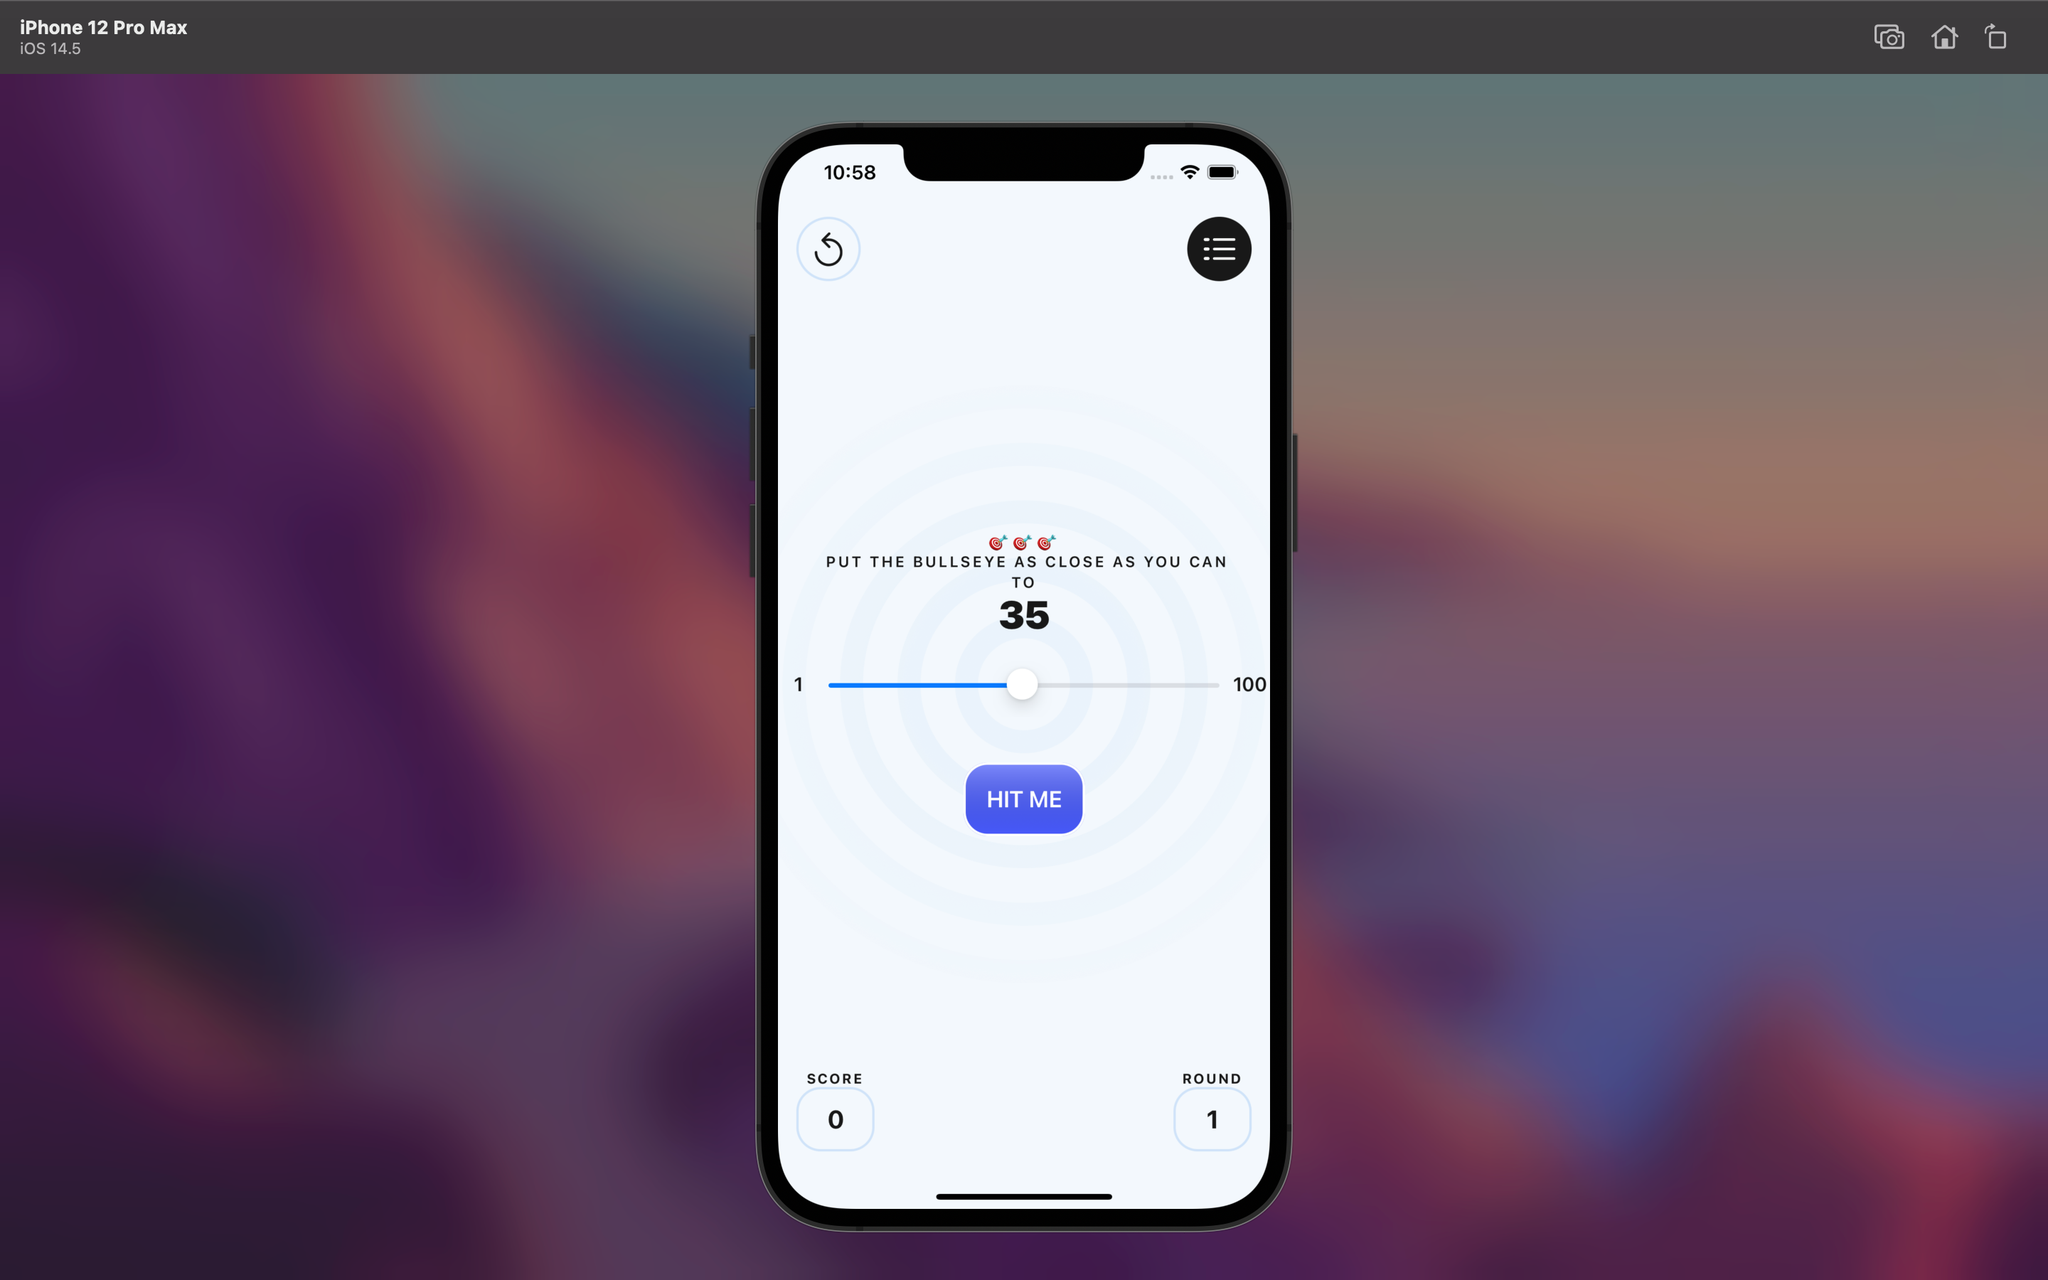 iPhone 12 Pro Max
iOS 14.5
10:58
PUT THE BULLSEYE AS CLOSE AS YOU CAN
TO
35
1 100
HIT ME
SCORE ROUND
0 1